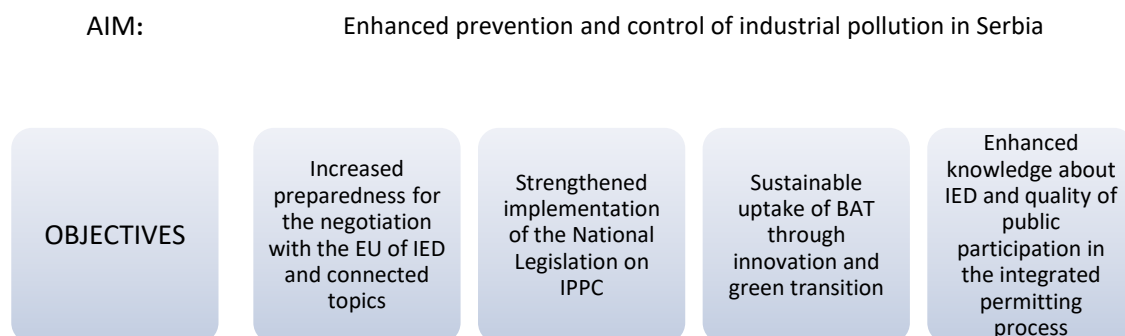 AIM:
Enhanced prevention and control of industrial pollution in Serbia
OBJECTIVES
Increased
preparedness for
the negotiation
with the EU of IED
and connected
topics
Strengthened
implementation
of the National
Legislation on
IPPC
Sustainable
uptake of BAT
through
innovation and
green transition
Enhanced
knowledge about
IED and quality of
public
participation in
the integrated
permitting
process